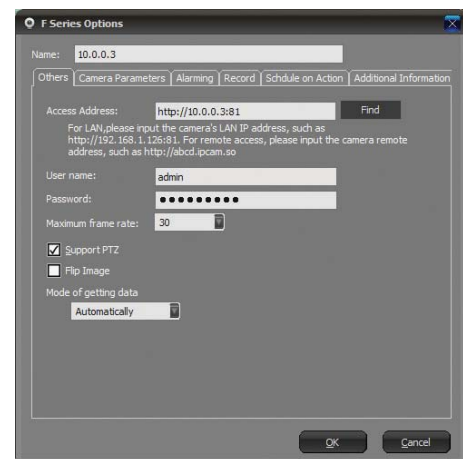 F Series Options
Name: 10.0.0.3
Others Camera Parameters Alarming Record Schdule on Action Additional Information
Access Address: http://10.0.0.3:81 Find
For LAN,please input the camera's LAN IP address, such as
http://192.168.1.126:81. For remote access, please input the camera remote
address, such as http://abcd.ipcam.so
User name: admin
Password: ●●●●●●●●●
Maximum frame rate: 30
Support PTZ
Flip Image
Mode of getting data
Automatically
OK Cancel